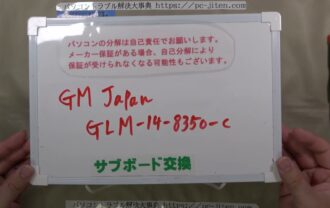 パソコントラブル解決大事典 https://pc-jiten.com/
パソコンの分解は自己責任でお願いします。
メーカー保証がある場合、自己分解により
保証が受けられなくなる可能性もございます。
GM Japan
GLM-14-8350-c
サブボード交換
パソコントラブル解決大事典 https://pc-jiten.com/